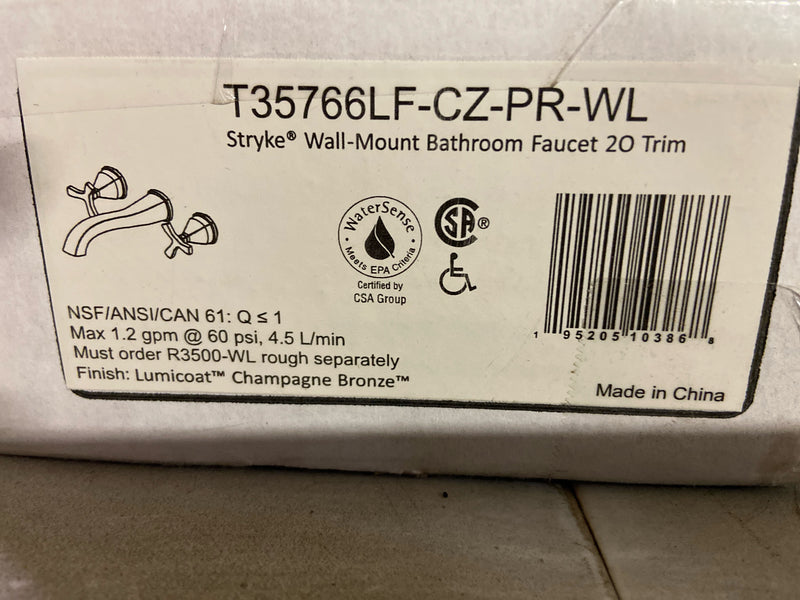 T35766LF-CZ-PR-WL
Stryke® Wall-Mount Bathroom Faucet 2O Trim
WaterSense
Meets EPA Criteria
Certified by
CSA Group
SA®
NSF/ANSI/CAN 61: Q ≤ 1
Max 1.2 gpm @ 60 psi, 4.5 L/min
Must order R3500-WL rough separately
Finish: Lumicoat™ Champagne Bronze™
1 95205 10386 8
Made in China